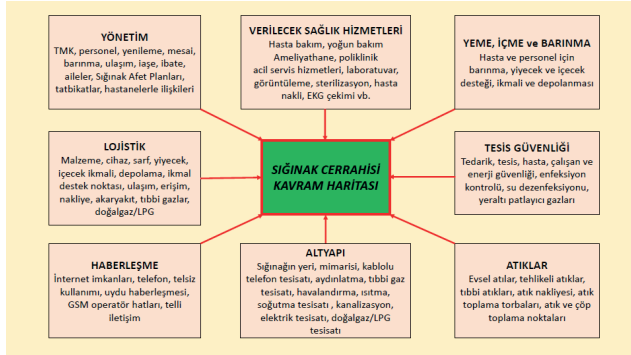 YÖNETİM
TMK, personel, yenileme, mesai,
barınma, ulaşım, iaşe, ibate,
aileler, Sığınak Afet Planları,
tatbikatlar, hastanelerle ilişkileri
VERİLECEK SAĞLIK HİZMETLERİ
Hasta bakım, yoğun bakım
Ameliyathane, poliklinik
acil servis hizmetleri, laboratuvar,
görüntüleme, sterilizasyon, hasta
nakli, EKG çekimi vb.
YEME, İÇME ve BARINMA
Hasta ve personel için
barınma, yiyecek ve içecek
desteği, ikmali ve depolanması
LOJİSTİK
Malzeme, cihaz, sarf, yiyecek,
içecek ikmali, depolama, ikmal
destek noktası, ulaşım, erişim,
nakliye, akaryakıt, tıbbi gazlar,
doğalgaz/LPG
SIĞINAK CERRAHİSİ
KAVRAM HARİTASI
TESİS GÜVENLİĞİ
Tedarik, tesis, hasta, çalışan ve
enerji güvenliği, enfeksiyon
kontrolü, su dezenfeksiyonu,
yeraltı patlayıcı gazları
HABERLEŞME
İnternet imkanları, telefon, telsiz
kullanımı, uydu haberleşmesi,
GSM operatör hatları, telli
iletişim
ALTYAPI
Sığınağın yeri, mimarisi, kablolu
telefon tesisatı, aydınlatma, tıbbi gaz
tesisatı, havalandırma, ısıtma,
soğutma tesisatı , kanalizasyon,
elektrik tesisatı, doğalgaz/LPG
tesisatı
ATIKLAR
Evsel atılar, tehlikeli atıklar,
tıbbi atıkları, atık nakliyesi, atık
toplama torbaları, atık ve çöp
toplama noktaları